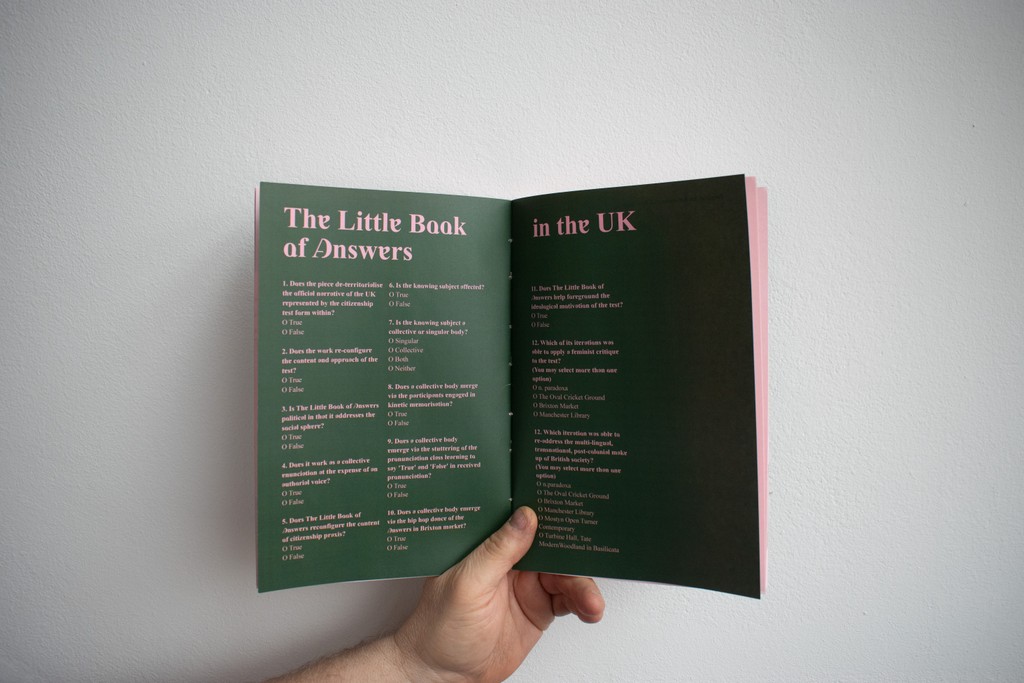 The Little Book
of Answers
1. Does the piece de-territorialise
the official narrative of the UK
represented by the citizenship
test form within?
O True
O False
2. Does the work re-configure
the content and approach of the
test?
O True
O False
3. Is The Little Book of Answers
political in that it addresses the
social sphere?
O True
O False
4. Does it work as a collective
enunciation at the expense of an
authorial voice?
O True
O False
5. Does The Little Book of
Answers reconfigure the content
of citizenship praxis?
O True
O False
6. Is the knowing subject effected?
O True
O False
7. Is the knowing subject a
collective or singular body?
O Singular
O Collective
O Both
O Neither
8. Does a collective body emerge
via the participants engaged in
kinetic memorisation?
O True
O False
9. Does a collective body
emerge via the stuttering of the
pronunciation class learning to
say 'True' and 'False' in received
pronunciation?
O True
O False
10. Does a collective body emerge
via the hip hop dance of the
Answers in Brixton market?
O True
O False
in the UK
11. Does The Little Book of
Answers help foreground the
ideological motivation of the test?
O True
O False
12. Which of its iterations was
able to apply a feminist critique
to the test?
(You may select more than one
option)
O n. paradoxa
O The Oval Cricket Ground
O Brixton Market
O Manchester Library
12. Which iteration was able to
re-address the multi-lingual,
transnational, post-colonial make
up of British society?
(You may select more than one
option)
O n.paradoxa
O The Oval Cricket Ground
O Brixton Market
O Manchester Library
O Mostyn Open Turner
Contemporary
O Turbine Hall, Tate
ModernWoodland in Basilicata